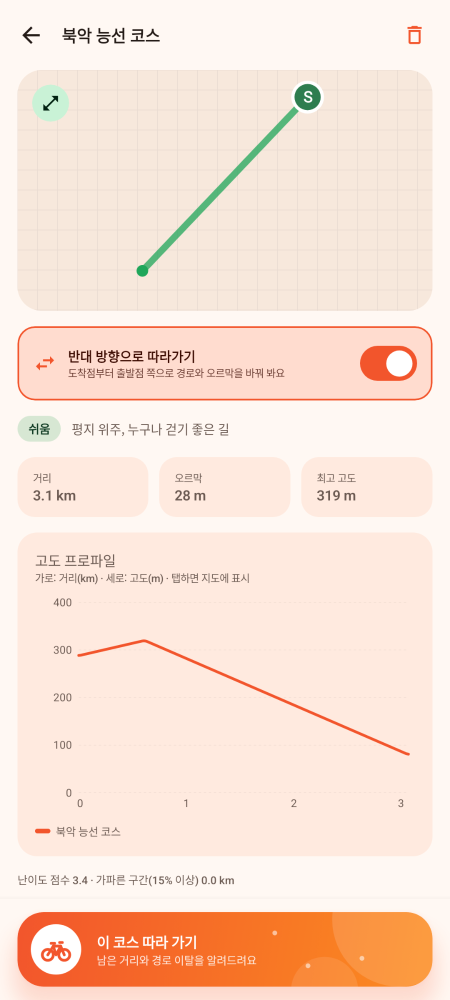 북악 능선 코스
S
반대 방향으로 따라가기
도착점부터 출발점 쪽으로 경로와 오르막을 바꿔 봐요
쉬움 평지 위주, 누구나 걷기 좋은 길
거리 오르막 최고 고도
3.1 km 28 m 319 m
고도 프로파일
가로: 거리(km) · 세로: 고도(m) · 탭하면 지도에 표시
400
300
200
100
0
0 1 2 3
북악 능선 코스
난이도 점수 3.4 · 가파른 구간(15% 이상) 0.0 km
이 코스 따라 가기
남은 거리와 경로 이탈을 알려드려요